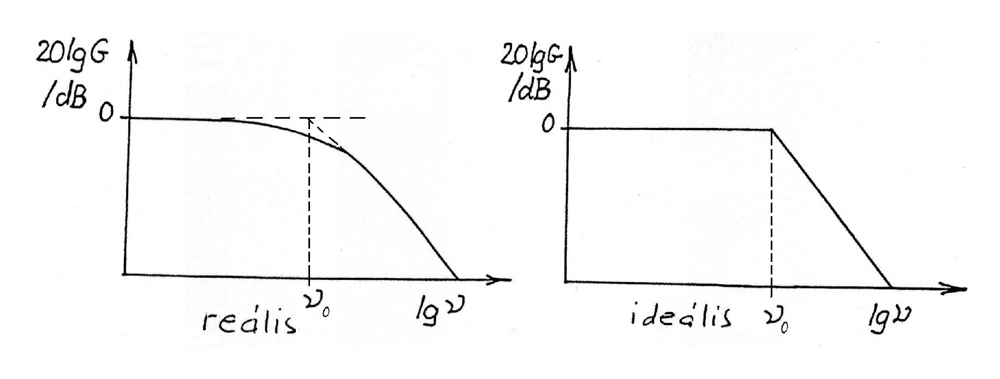 20lgG
/dB
0
ν₀
lgν
reális
20lgG
/dB
0
ideális
ν₀
lgν